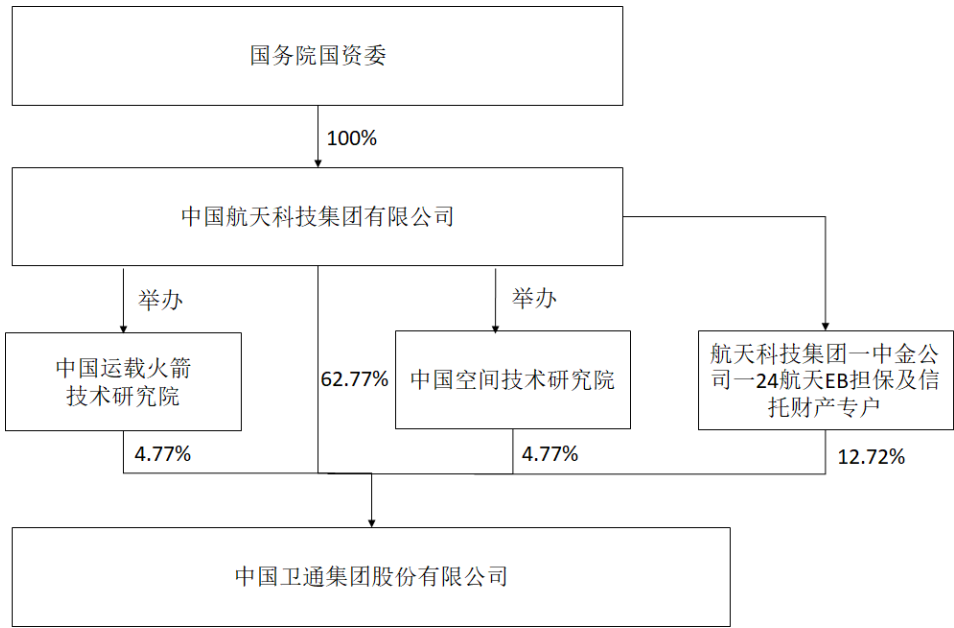 国务院国资委
100%
中国航天科技集团有限公司
举办
举办
中国运载火箭
技术研究院
62.77%
中国空间技术研究院
航天科技集团一中金公
司一24航天EB担保及信
托财产专户
4.77%
4.77%
12.72%
中国卫通集团股份有限公司